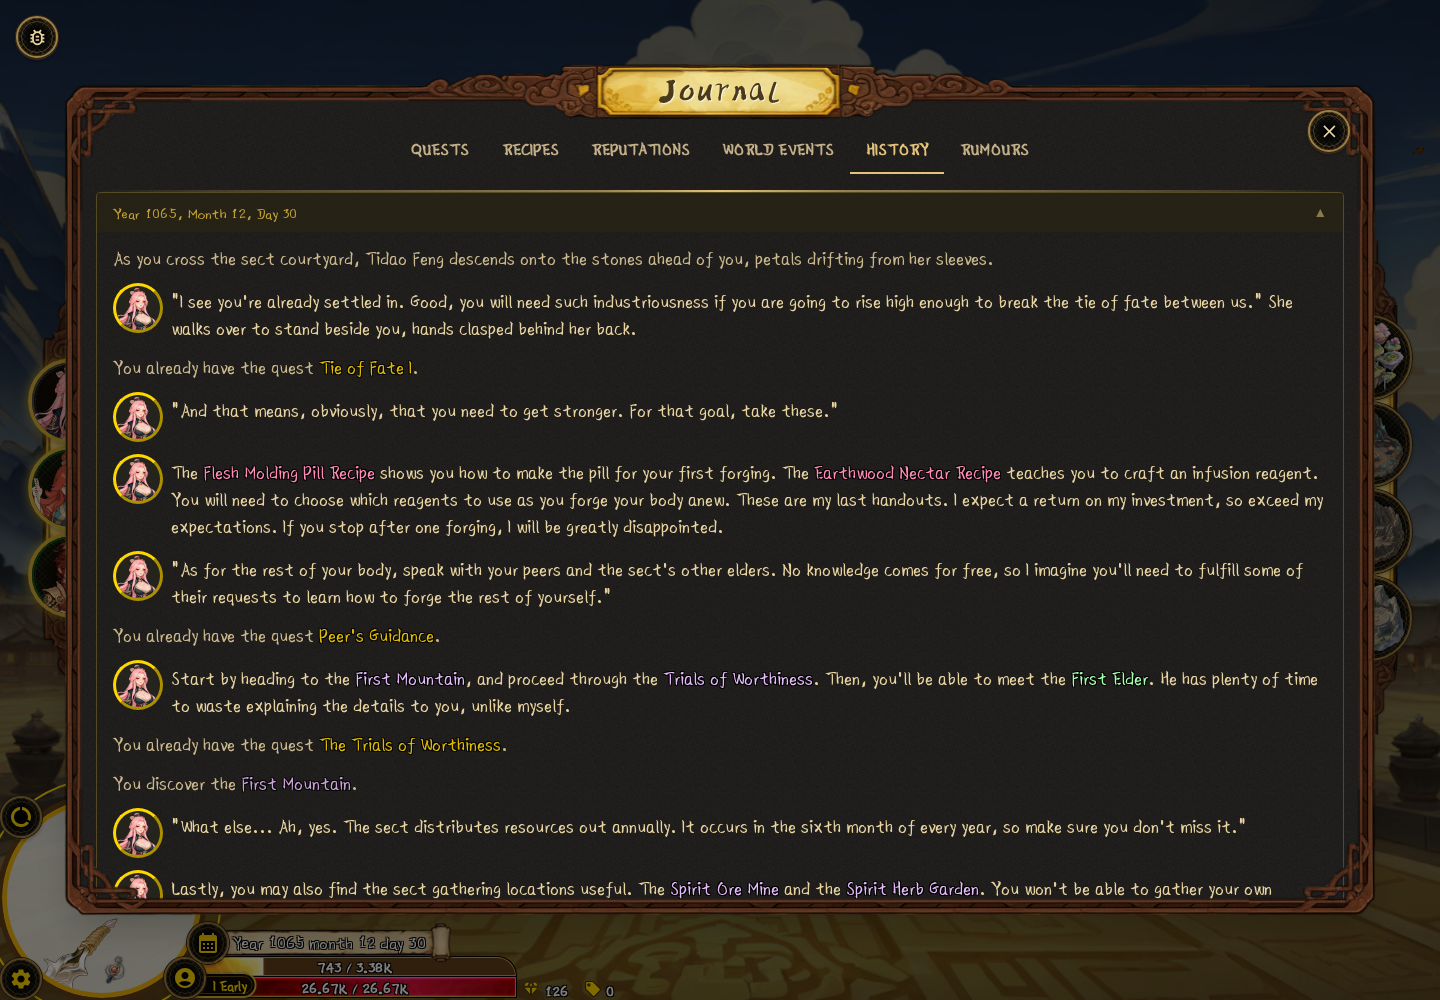 Journal
QUESTS
RECIPES
REPUTATIONS
WORLD EVENTS
HISTORY
RUMOURS
Year 1065, Month 12, Day 30
As you cross the sect courtyard, Tidao Feng descends onto the stones ahead of you, petals drifting from her sleeves.
"I see you're already settled in. Good, you will need such industriousness if you are going to rise high enough to break the tie of fate between us." She
walks over to stand beside you, hands clasped behind her back.
You already have the quest Tie of Fate I.
"And that means, obviously, that you need to get stronger. For that goal, take these."
The Flesh Molding Pill Recipe shows you how to make the pill for your first forging. The Earthwood Nectar Recipe teaches you to craft an infusion reagent.
You will need to choose which reagents to use as you forge your body anew. These are my last handouts. I expect a return on my investment, so exceed my
expectations. If you stop after one forging, I will be greatly disappointed.
"As for the rest of your body, speak with your peers and the sect's other elders. No knowledge comes for free, so I imagine you'll need to fulfill some of
their requests to learn how to forge the rest of yourself."
You already have the quest Peer's Guidance.
Start by heading to the First Mountain, and proceed through the Trials of Worthiness. Then, you'll be able to meet the First Elder. He has plenty of time
to waste explaining the details to you, unlike myself.
You already have the quest The Trials of Worthiness.
You discover the First Mountain.
"What else... Ah, yes. The sect distributes resources out annually. It occurs in the sixth month of every year, so make sure you don't miss it."
Lastly, you may also find the sect gathering locations useful. The Spirit Ore Mine and the Spirit Herb Garden. You won't be able to gather your own
Year 1065 month 12 day 30
743 / 3.38K
1 Early
26.67K / 26.67K
126
0